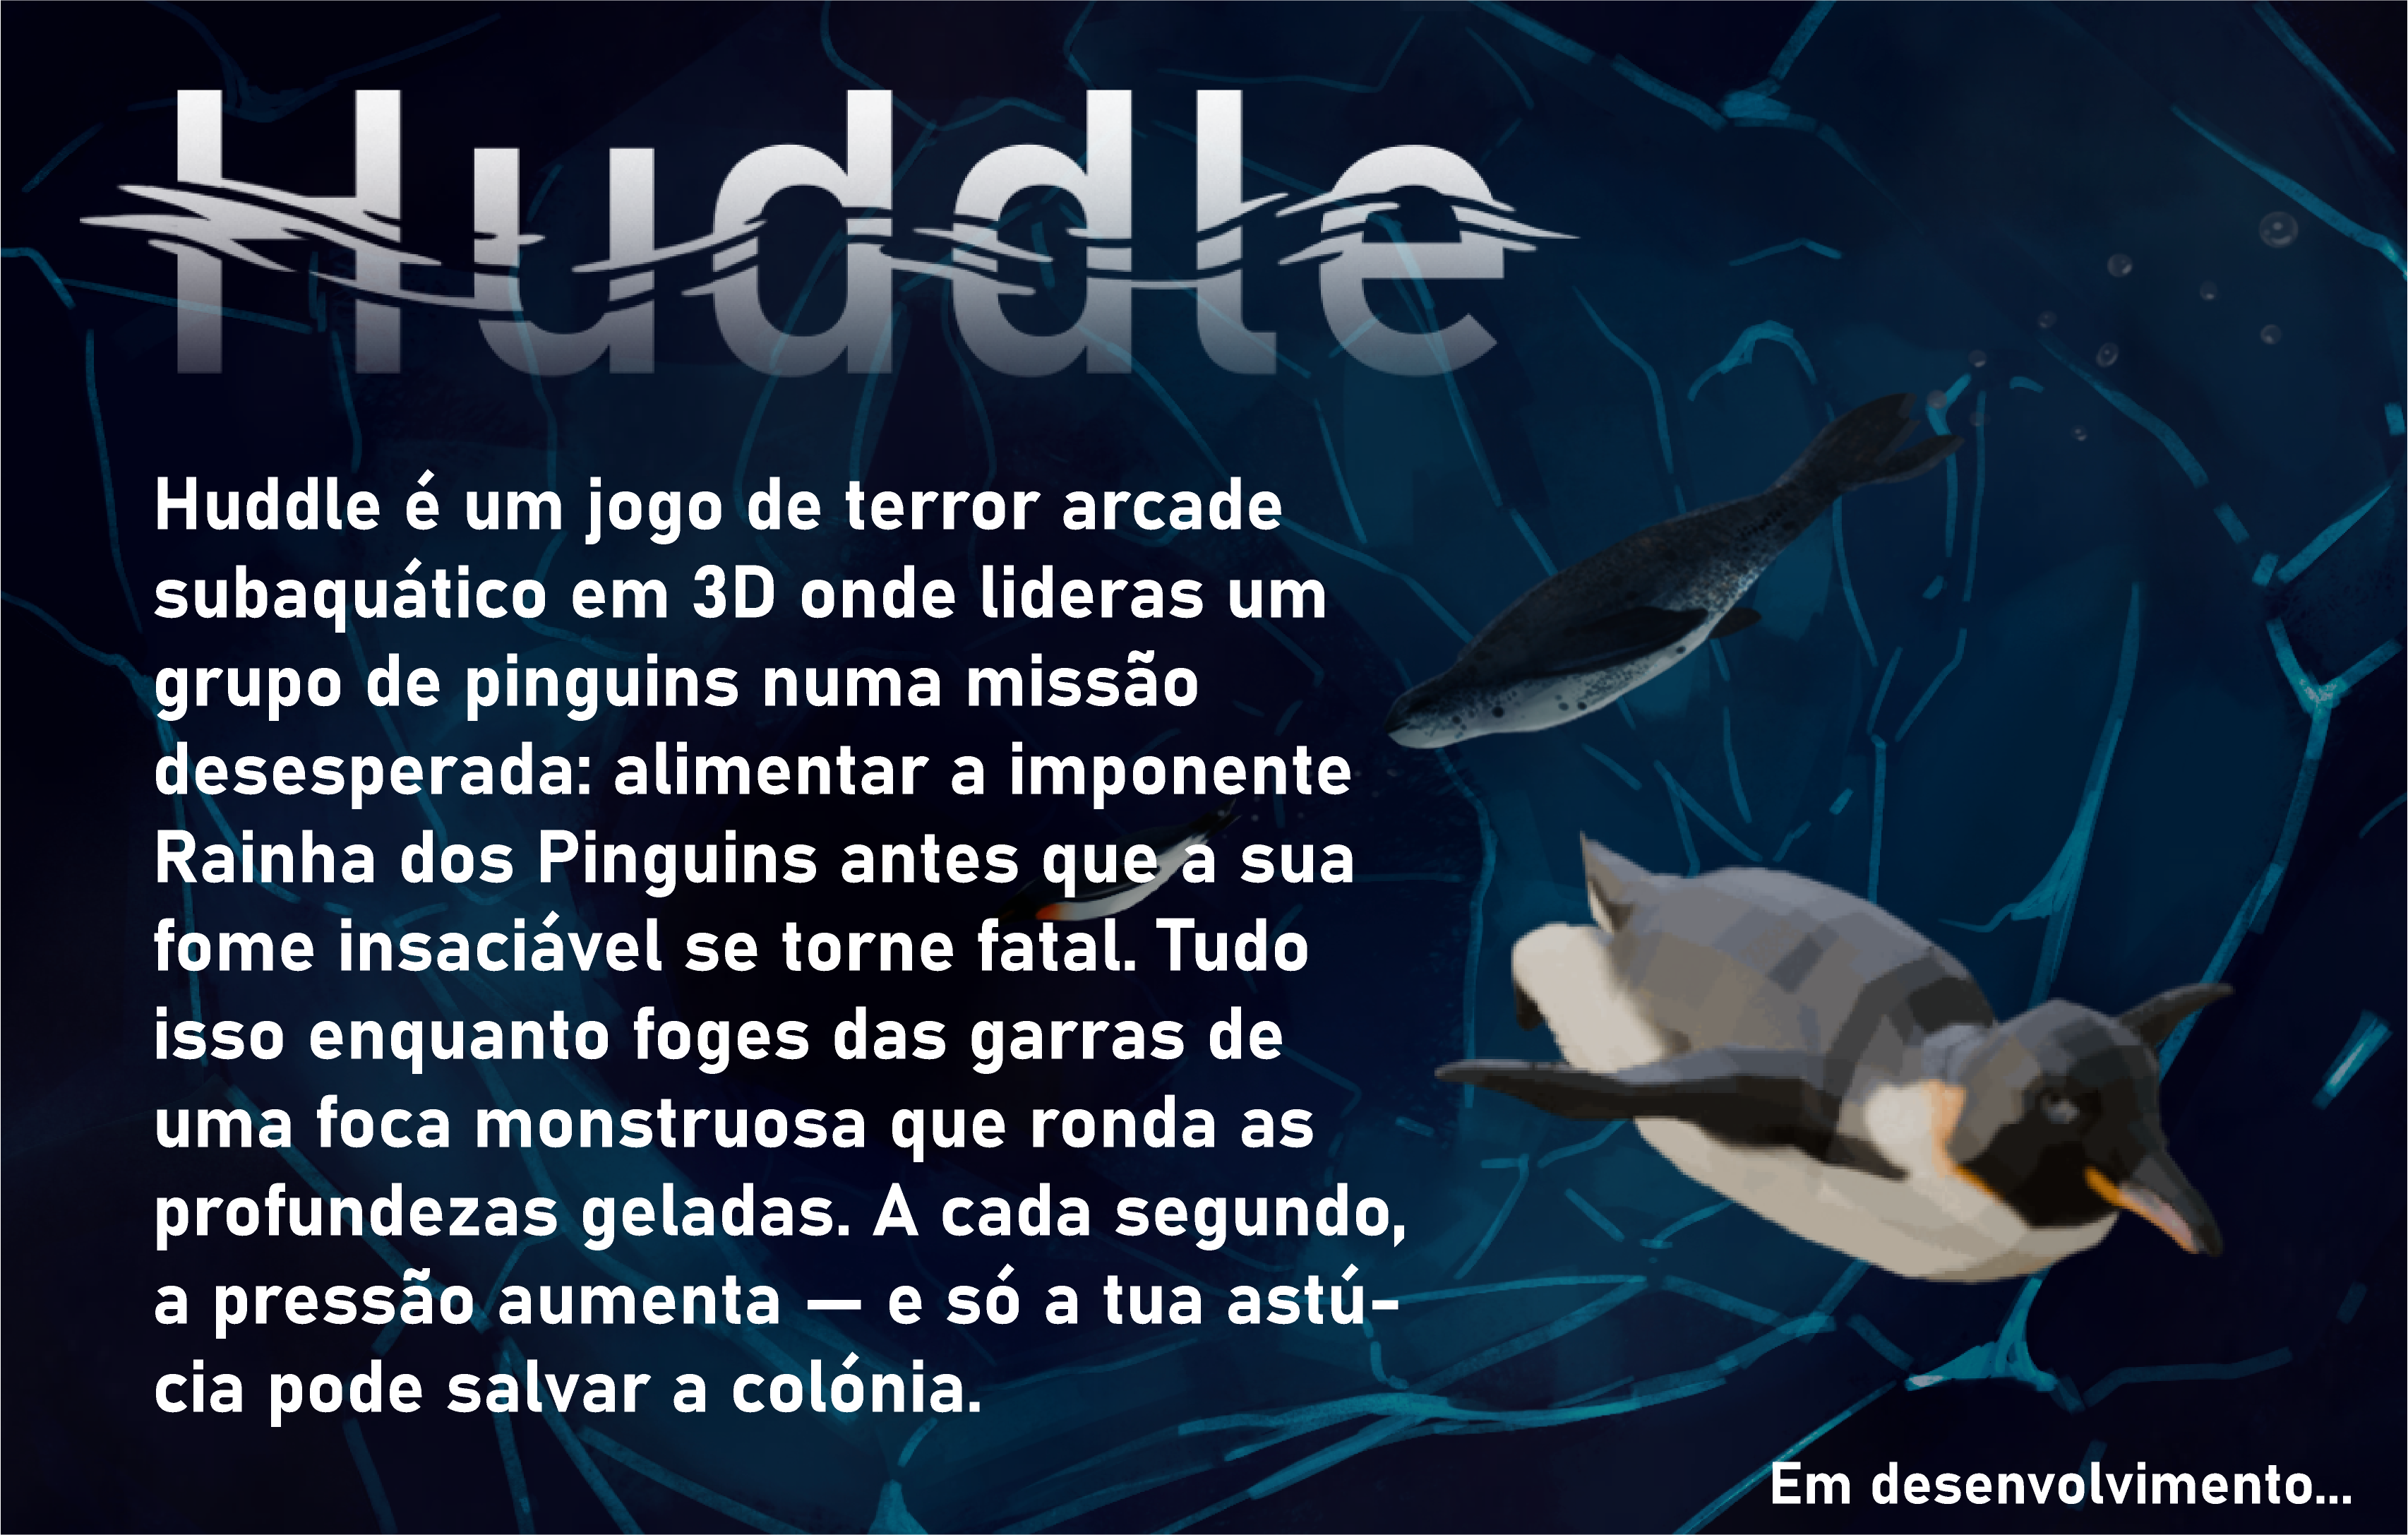 Huddle
Huddle é um jogo de terror arcade
subaquático em 3D onde lideras um
grupo de pinguins numa missão
desesperada: alimentar a imponente
Rainha dos Pinguins antes que a sua
fome insaciável se torne fatal. Tudo
isso enquanto foges das garras de
uma foca monstruosa que ronda as
profundezas geladas. A cada segundo,
a pressão aumenta — e só a tua astú-
cia pode salvar a colónia.
Em desenvolvimento...